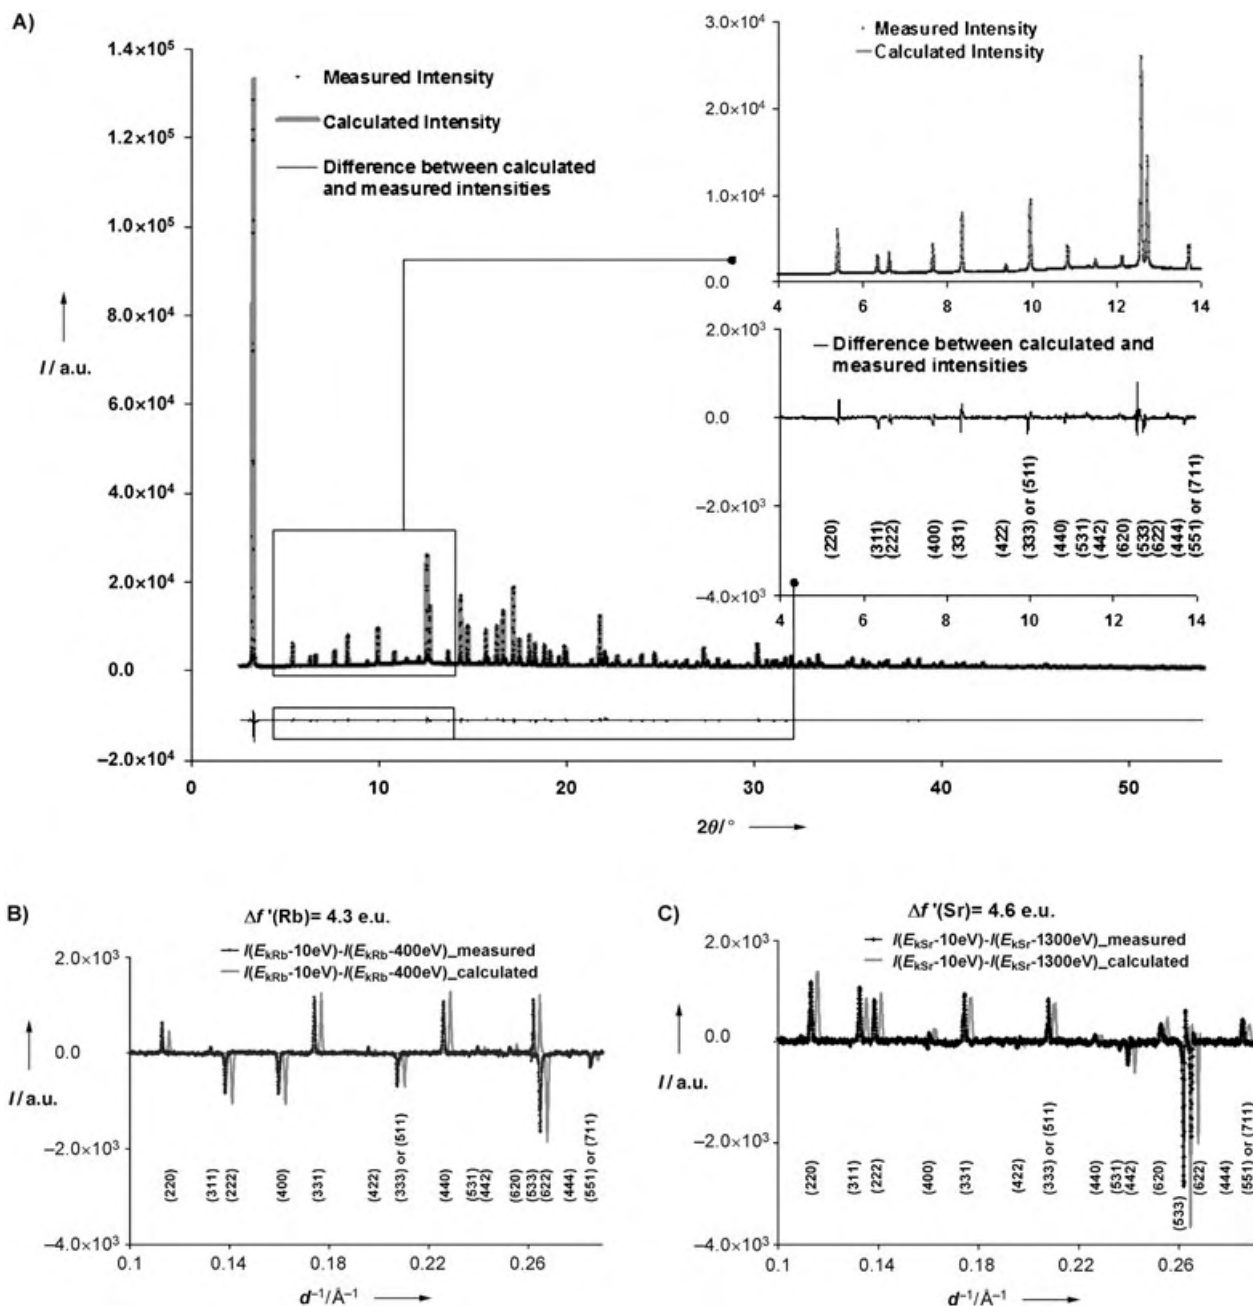 A)
1.4×10⁵
1.2×10⁵
1.0×10⁵
8.0×10⁴
6.0×10⁴
4.0×10⁴
2.0×10⁴
0.0
−2.0×10⁴
I / a.u.
Measured Intensity
Calculated Intensity
Difference between calculated
and measured intensities
0 10 20 30 40 50
2θ/°
3.0×10⁴
2.0×10⁴
1.0×10⁴
0.0
Measured Intensity
Calculated Intensity
4 6 8 10 12 14
2.0×10³
0.0
−2.0×10³
−4.0×10³
Difference between calculated and
measured intensities
(220) (311) (222) (400) (331) (422) (333) or (511) (440) (531) (442) (620) (533) (622) (444) (551) or (711)
4 6 8 10 12 14
B)
Δf '(Rb)= 4.3 e.u.
I(EkRb-10eV)-I(EkRb-400eV)_measured
I(EkRb-10eV)-I(EkRb-400eV)_calculated
2.0×10³
0.0
−2.0×10³
−4.0×10³
I / a.u.
(220) (311) (222) (400) (331) (422) (333) or (511) (440) (531) (442) (620) (533) (622) (444) (551) or (711)
0.1 0.14 0.18 0.22 0.26
d⁻¹/Å⁻¹
C)
Δf '(Sr)= 4.6 e.u.
I(EkSr-10eV)-I(EkSr-1300eV)_measured
I(EkSr-10eV)-I(EkSr-1300eV)_calculated
2.0×10³
0.0
−2.0×10³
−4.0×10³
I / a.u.
(220) (311) (222) (400) (331) (422) (333) or (511) (440) (531) (442) (620) (533) (622) (444) (551) or (711)
0.1 0.14 0.18 0.22 0.26
d⁻¹/Å⁻¹